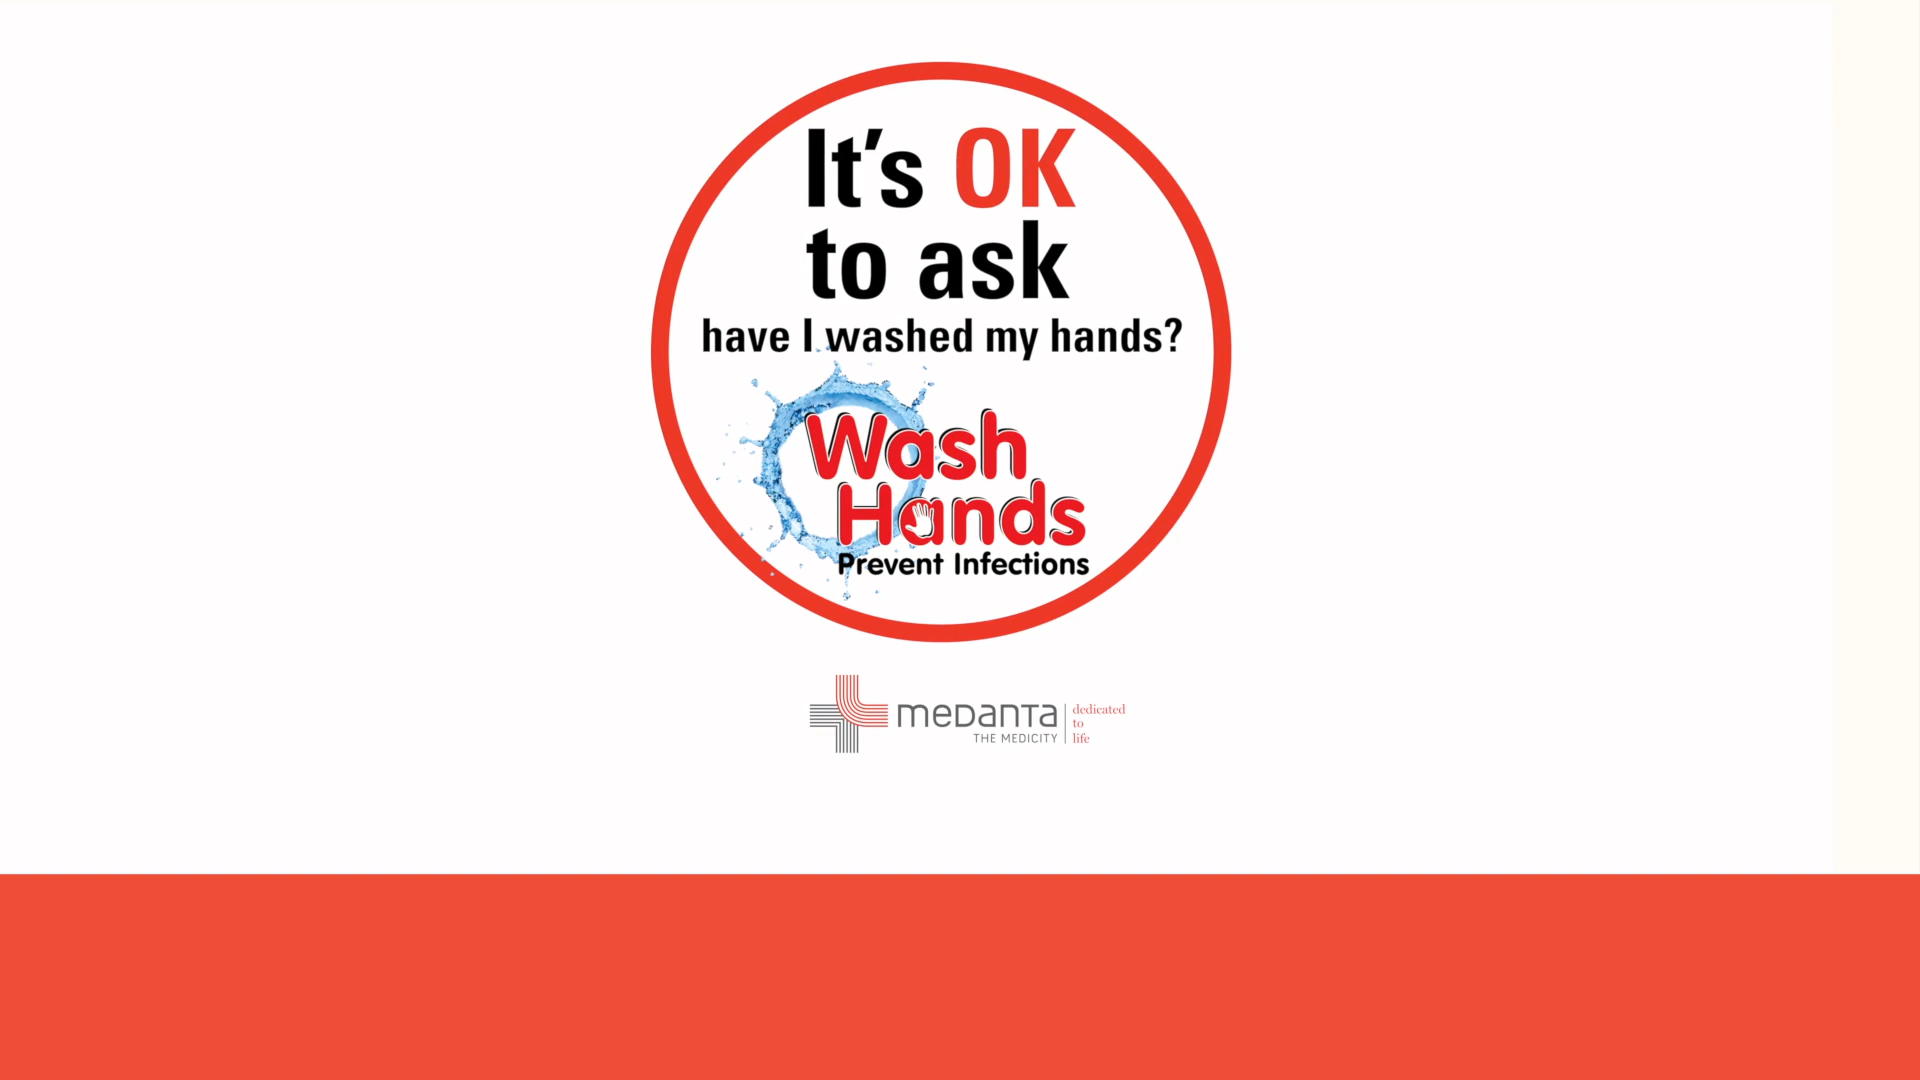 It's OK
to ask
have I washed my hands?
Wash
Hands
Prevent Infections
medanta
THE MEDICITY
dedicated
to
life